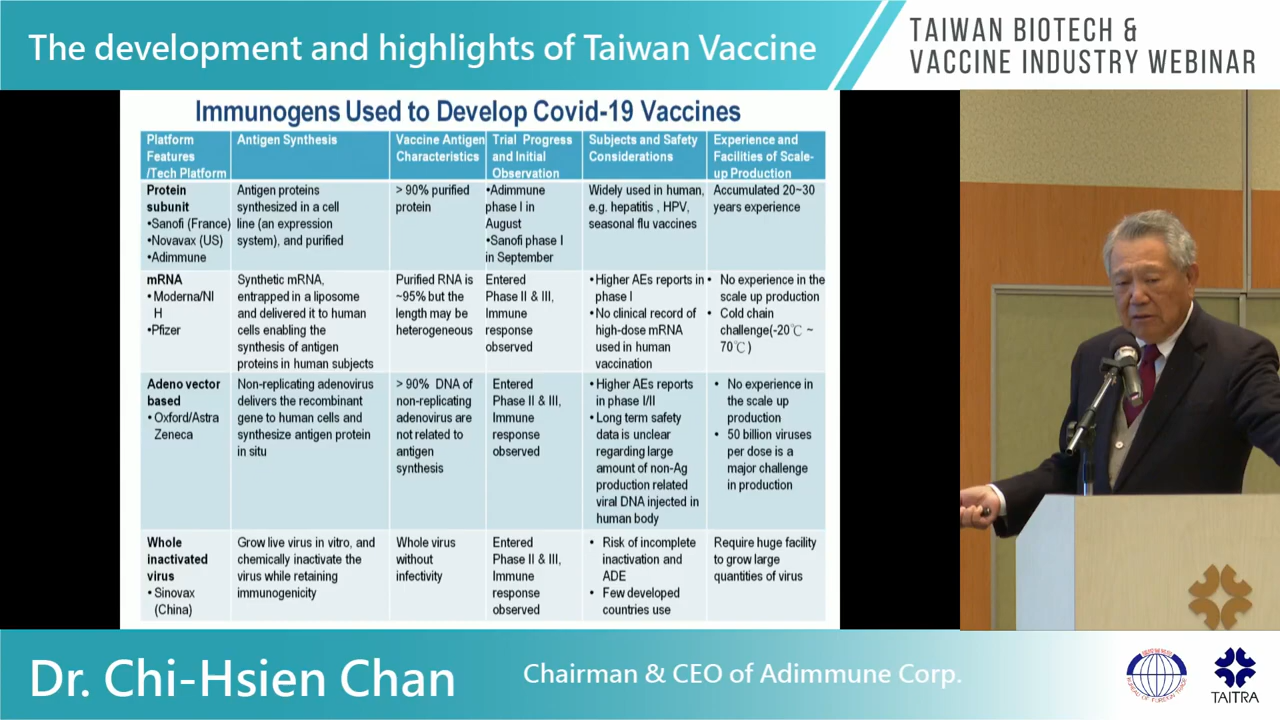 The development and highlights of Taiwan Vaccine
TAIWAN BIOTECH &
VACCINE INDUSTRY WEBINAR
Immunogens Used to Develop Covid-19 Vaccines
Platform
Features
/Tech Platform
Antigen Synthesis
Vaccine Antigen
Characteristics
Trial Progress
and Initial
Observation
Subjects and Safety
Considerations
Experience and
Facilities of Scale-
up Production
Protein
subunit
•Sanofi (France)
•Novavax (US)
•Adimmune
Antigen proteins
synthesized in a cell
line (an expression
system), and purified
> 90% purified
protein
•Adimmune
phase I in
August
•Sanofi phase I
in September
Widely used in human,
e.g. hepatitis , HPV,
seasonal flu vaccines
Accumulated 20~30
years experience
mRNA
• Moderna/NI
H
•Pfizer
Synthetic mRNA,
entrapped in a liposome
and delivered it to human
cells enabling the
synthesis of antigen
proteins in human subjects
Purified RNA is
~95% but the
length may be
heterogeneous
Entered
Phase II & III,
Immune
response
observed
• Higher AEs reports in
phase I
• No clinical record of
high-dose mRNA
used in human
vaccination
• No experience in the
scale up production
• Cold chain
challenge(-20℃ ~
70℃)
Adeno vector
based
• Oxford/Astra
Zeneca
Non-replicating adenovirus
delivers the recombinant
gene to human cells and
synthesize antigen protein
in situ
> 90% DNA of
non-replicating
adenovirus are
not related to
antigen
synthesis
Entered
Phase II & III,
Immune
response
observed
• Higher AEs reports
in phase I/II
• Long term safety
data is unclear
regarding large
amount of non-Ag
production related
viral DNA injected in
human body
• No experience in
the scale up
production
• 50 billion viruses
per dose is a
major challenge
in production
Whole
inactivated
virus
• Sinovax
(China)
Grow live virus in vitro, and
chemically inactivate the
virus while retaining
immunogenicity
Whole virus
without
infectivity
Entered
Phase II & III,
Immune
response
observed
• Risk of incomplete
inactivation and
ADE
• Few developed
countries use
Require huge facility
to grow large
quantities of virus
Dr. Chi-Hsien Chan
Chairman & CEO of Adimmune Corp.
BUREAU OF FOREIGN TRADE
TAITRA